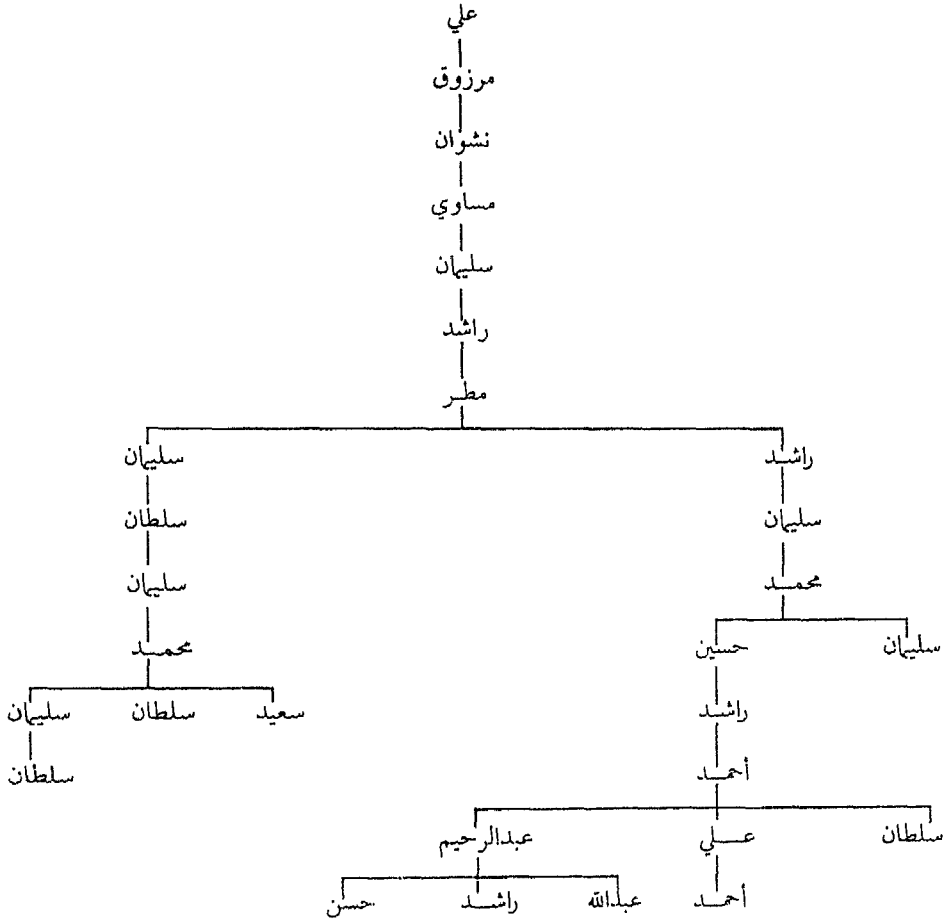 علي
مرزوق
نشوان
مساوي
سليمان
راشد
مطر
راشد سليمان
سليمان سلطان
محمد سليمان
سليمان حسين محمد
راشد سعيد سلطان سليمان
أحمد سلطان
سلطان علي عبدالرحيم
أحمد عبدالله راشد حسن